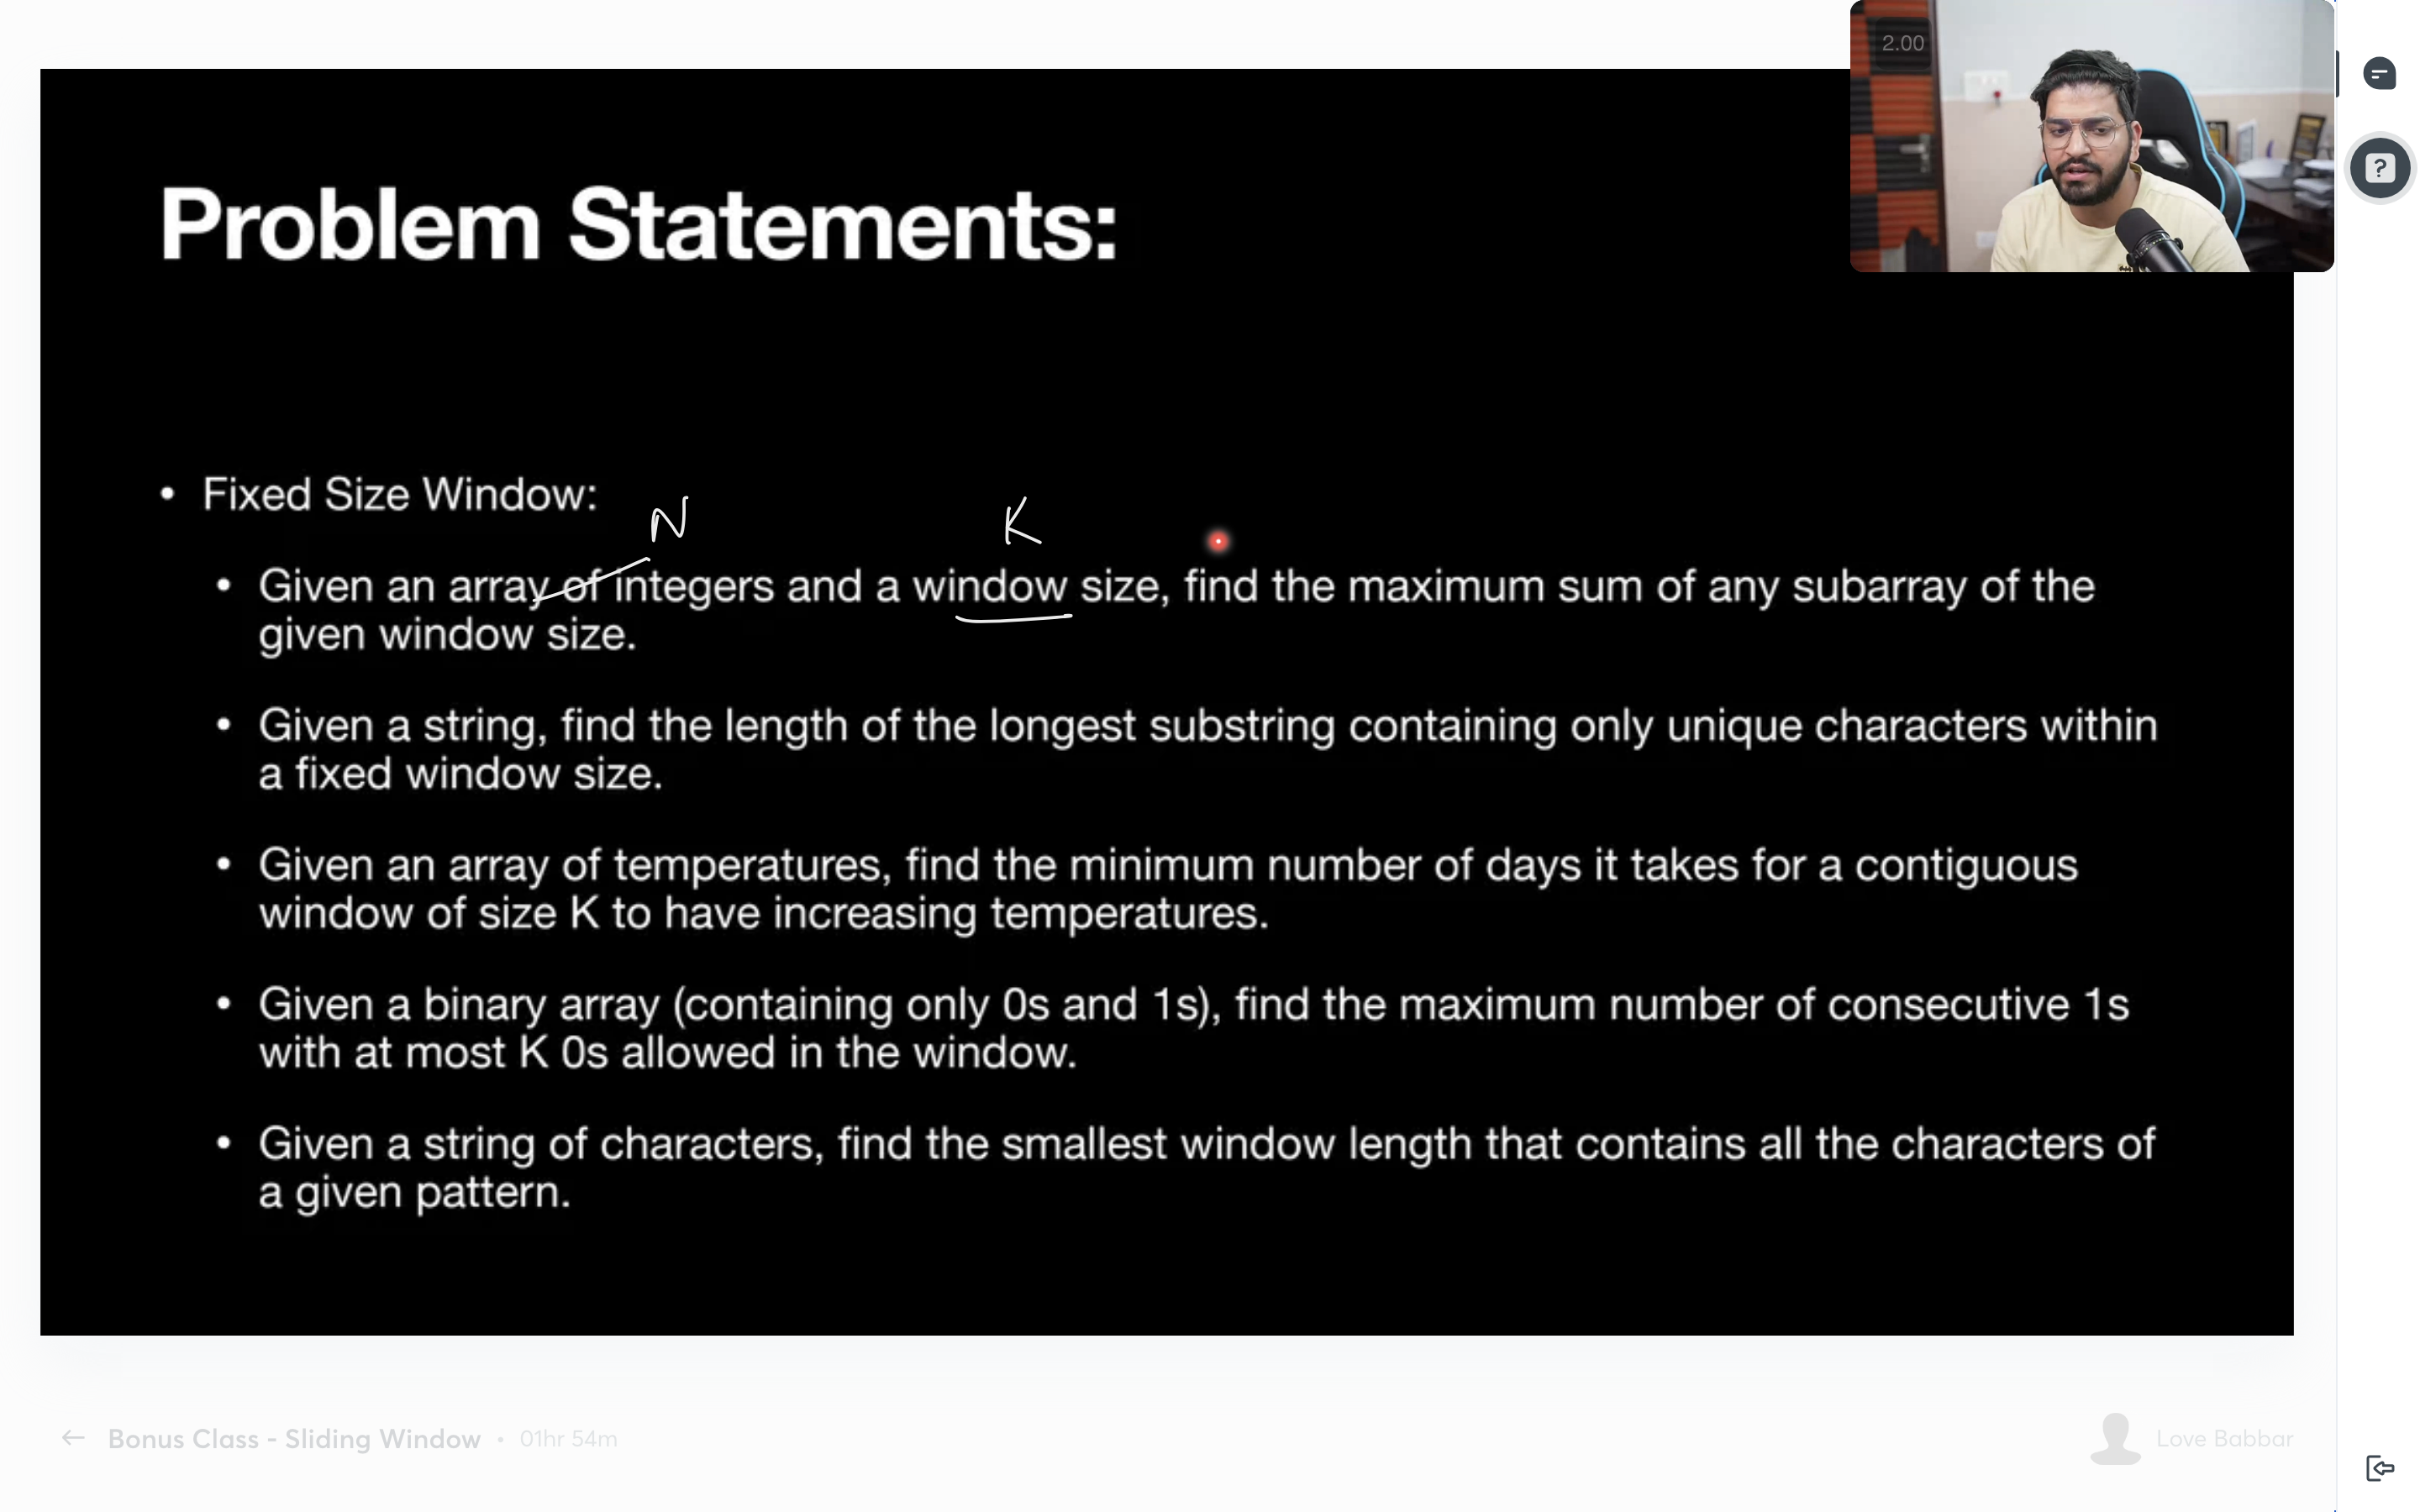 2.00
Problem Statements:
• Fixed Size Window:
N
K
• Given an array of integers and a window size, find the maximum sum of any subarray of the
given window size.
• Given a string, find the length of the longest substring containing only unique characters within
a fixed window size.
• Given an array of temperatures, find the minimum number of days it takes for a contiguous
window of size K to have increasing temperatures.
• Given a binary array (containing only 0s and 1s), find the maximum number of consecutive 1s
with at most K 0s allowed in the window.
• Given a string of characters, find the smallest window length that contains all the characters of
a given pattern.
Bonus Class - Sliding Window • 01hr 54m
Love Babbar